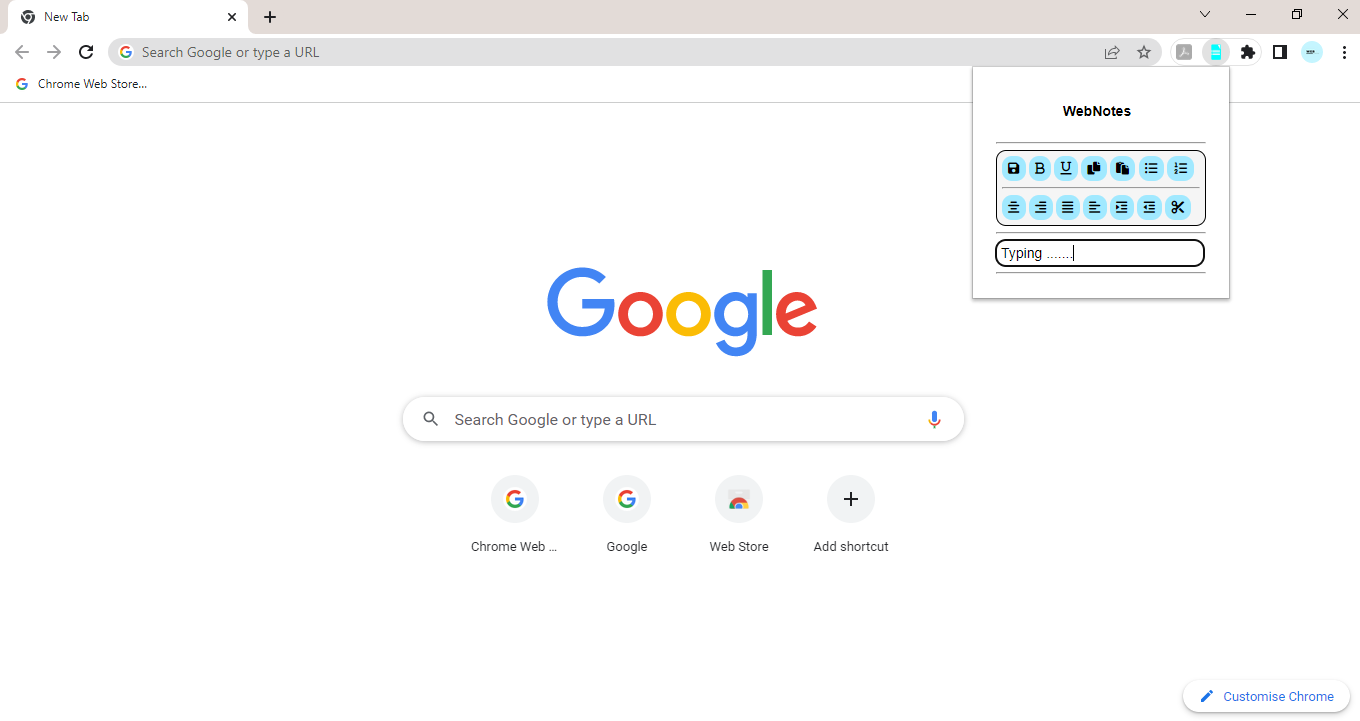 New Tab
Search Google or type a URL
Chrome Web Store...
WebNotes
B U
Typing .......
Google
Search Google or type a URL
Chrome Web ...
Google
Web Store
Add shortcut
Customise Chrome